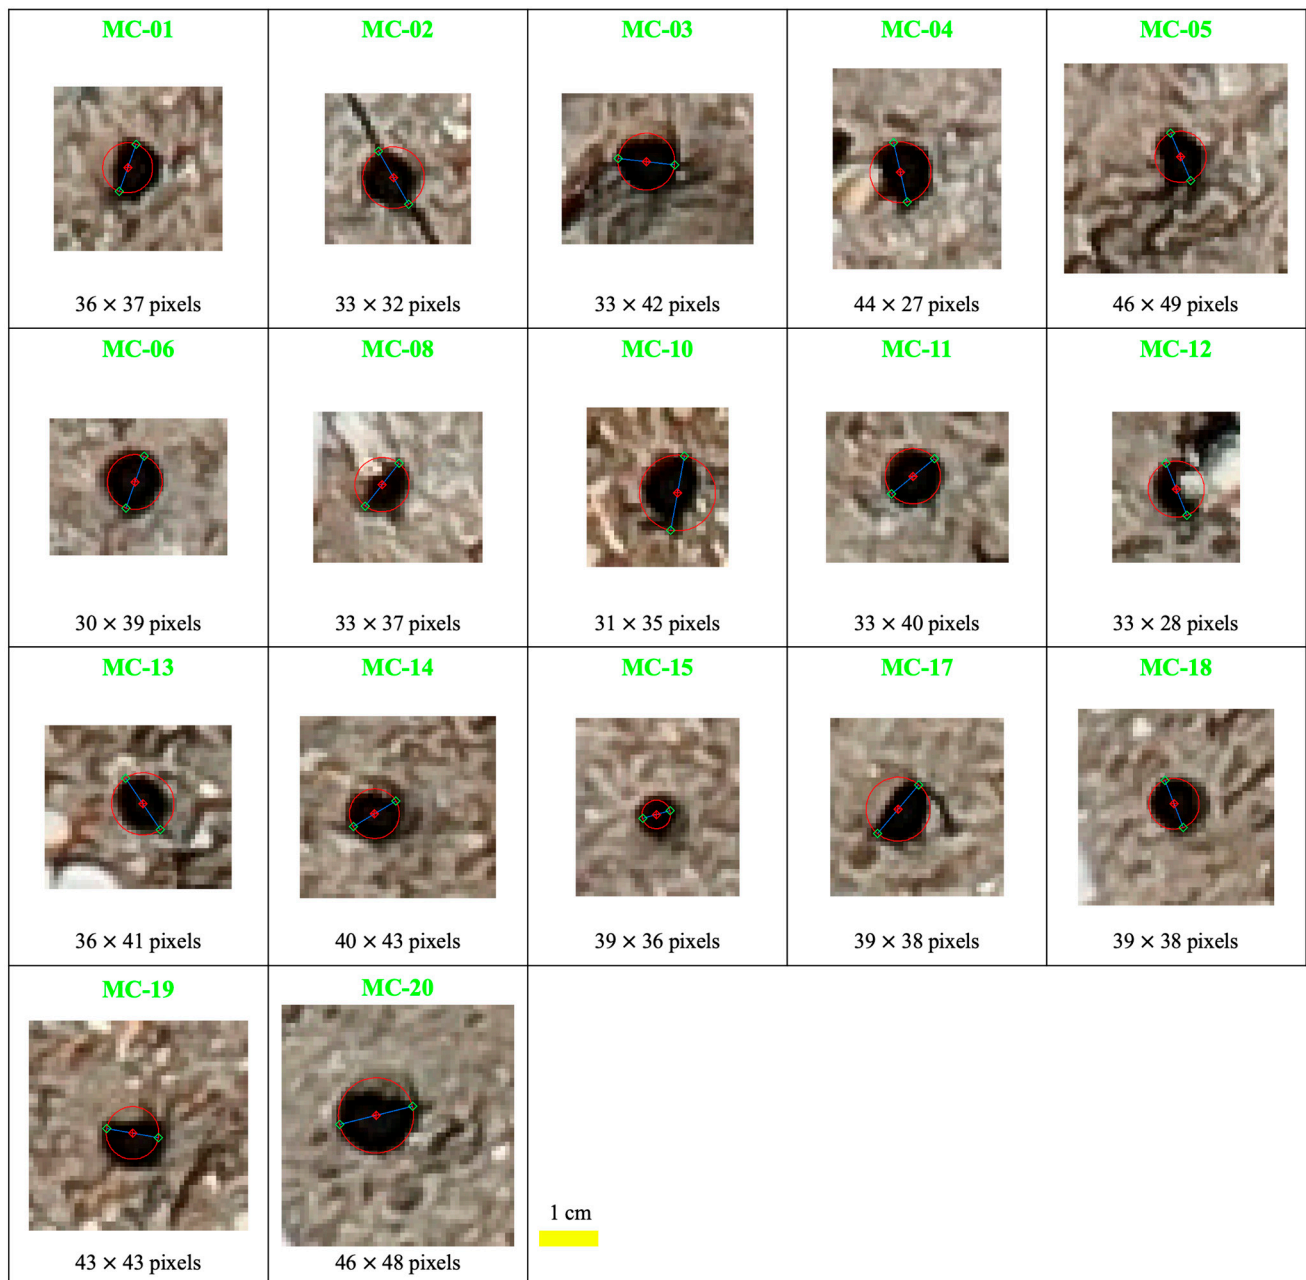 MC-01 MC-02 MC-03 MC-04 MC-05
36 × 37 pixels 33 × 32 pixels 33 × 42 pixels 44 × 27 pixels 46 × 49 pixels
MC-06 MC-08 MC-10 MC-11 MC-12
30 × 39 pixels 33 × 37 pixels 31 × 35 pixels 33 × 40 pixels 33 × 28 pixels
MC-13 MC-14 MC-15 MC-17 MC-18
36 × 41 pixels 40 × 43 pixels 39 × 36 pixels 39 × 38 pixels 39 × 38 pixels
MC-19 MC-20
1 cm
43 × 43 pixels 46 × 48 pixels